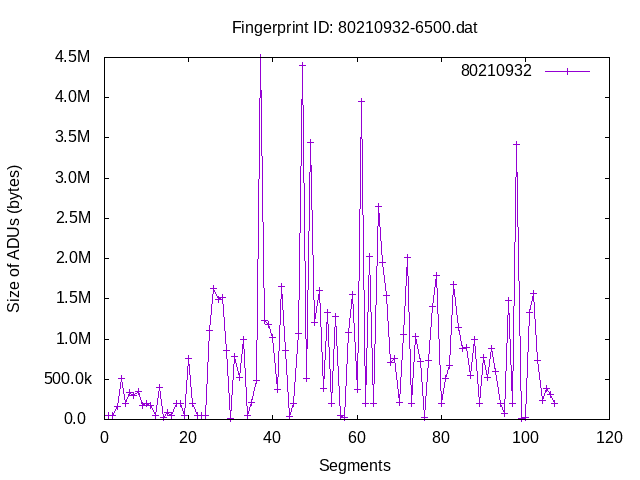 Fingerprint ID: 80210932-6500.dat
80210932
Size of ADUs (bytes)
4.5M
4.0M
3.5M
3.0M
2.5M
2.0M
1.5M
1.0M
500.0k
0.0
0 20 40 60 80 100 120
Segments